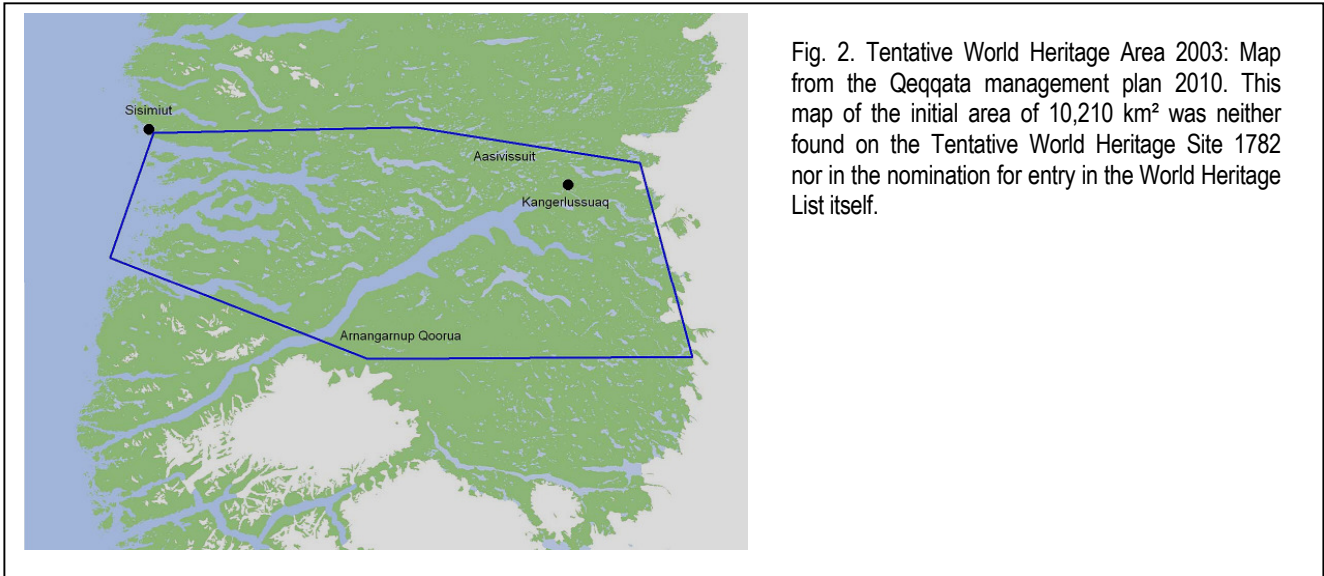 Fig. 2. Tentative World Heritage Area 2003: Map
from the Qeqqata management plan 2010. This
map of the initial area of 10,210 km² was neither
found on the Tentative World Heritage Site 1782
nor in the nomination for entry in the World Heritage
List itself.
Sisimiut
Aasivissuit
Kangerlussuaq
Arnangarnup Qoorua